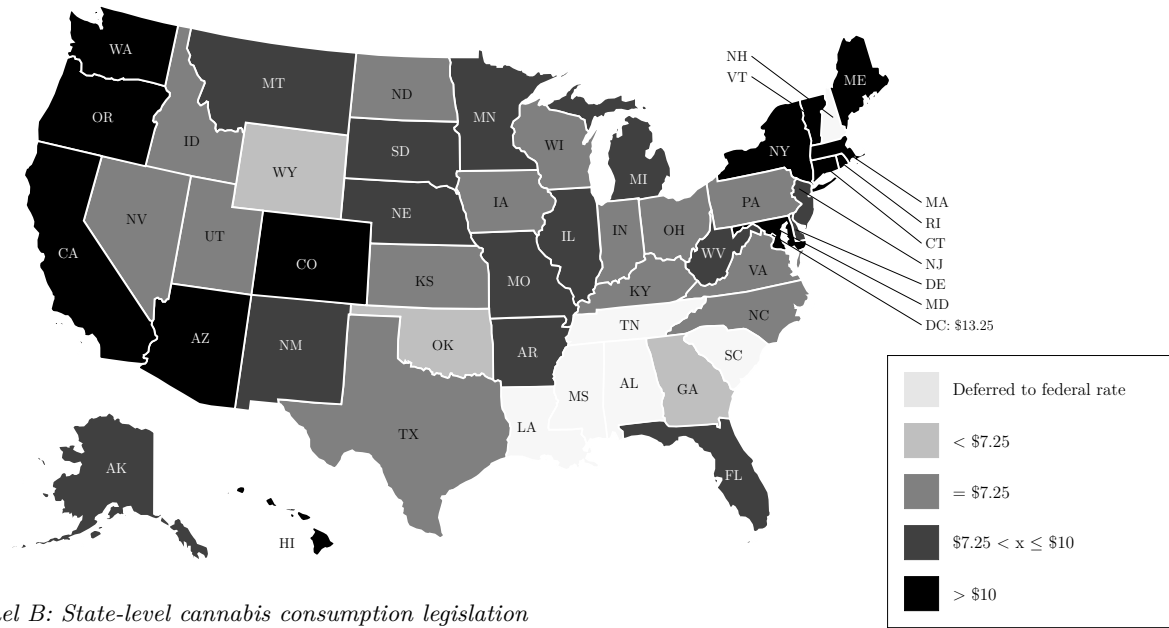 WA
MT
ND
MN
OR
ID
SD
WI
MI
NY
ME
NH
VT
WY
NE
IA
PA
NV
UT
IL
IN
OH
CA
CO
KS
MO
WV
VA
KY
MA
RI
CT
NJ
DE
MD
DC: $13.25
AZ
NM
OK
AR
TN
NC
SC
MS
AL
GA
TX
LA
FL
AK
HI
Deferred to federal rate
< $7.25
= $7.25
$7.25 < x ≤ $10
> $10
el B: State-level cannabis consumption legislation